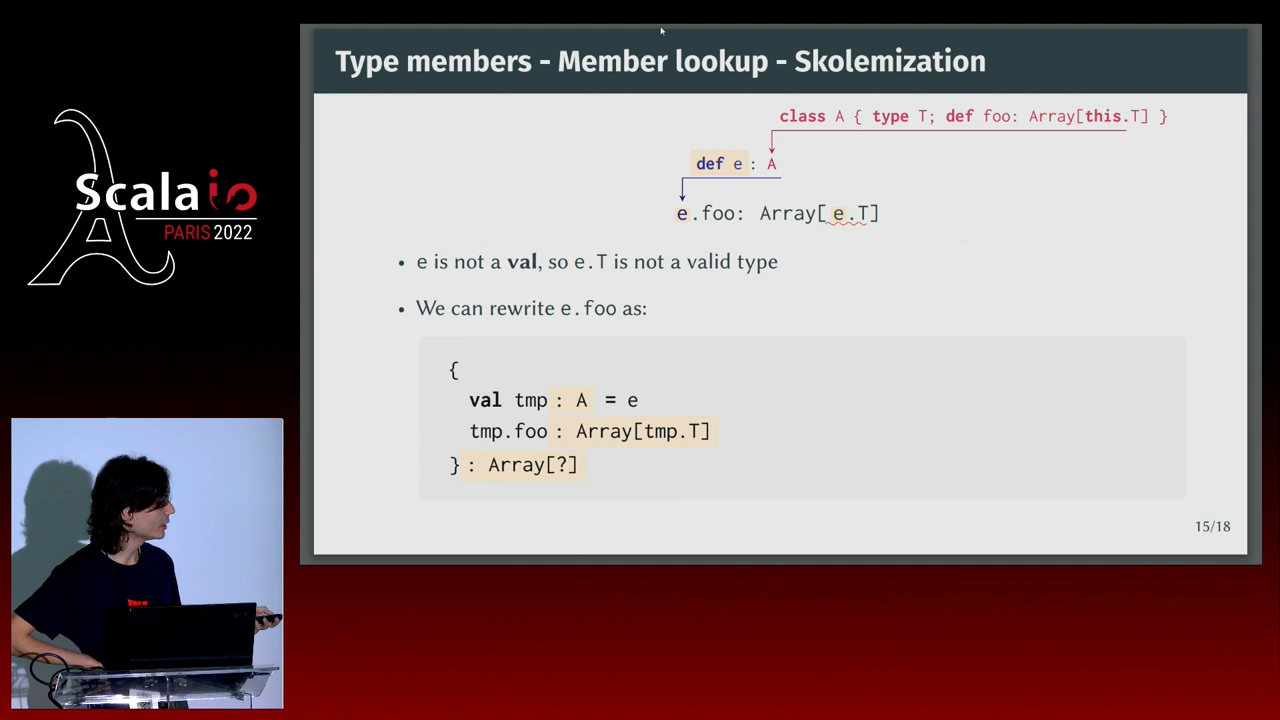 Type members - Member lookup - Skolemization
class A { type T; def foo: Array[this.T] }
def e: A
e.foo: Array[e.T]
• e is not a val, so e.T is not a valid type
• We can rewrite e.foo as:
{
val tmp: A = e
tmp.foo: Array[tmp.T]
}: Array[?]
15/18
Scala io
PARIS 2022